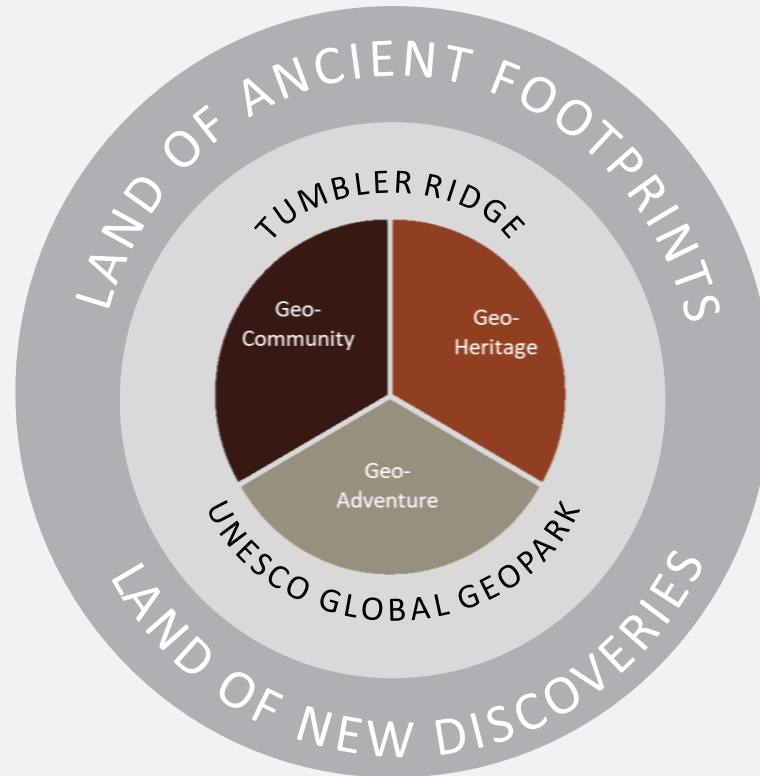 LAND OF ANCIENT FOOTPRINTS
TUMBLER RIDGE
Geo-
Community
Geo-
Heritage
Geo-
Adventure
UNESCO GLOBAL GEOPARK
LAND OF NEW DISCOVERIES